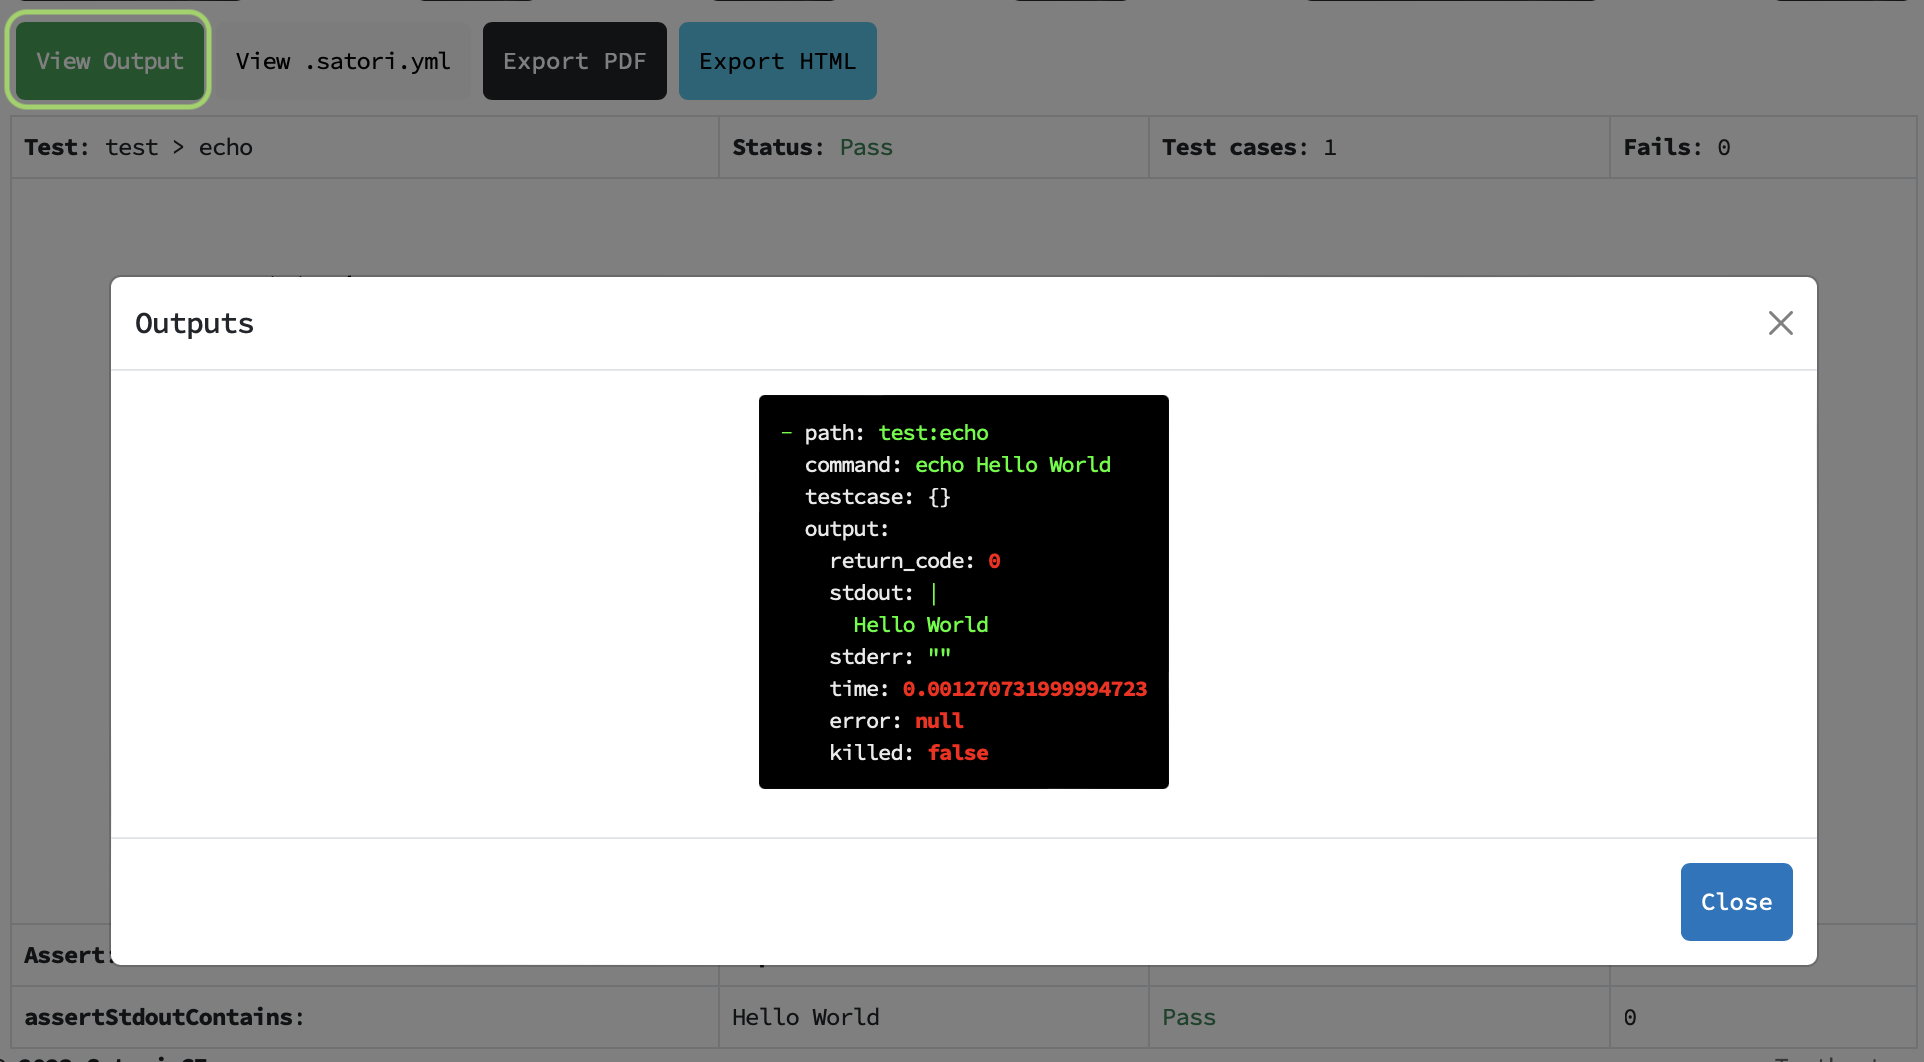 View Output View .satori.yml Export PDF Export HTML
Test: test > echo Status: Pass Test cases: 1 Fails: 0
Outputs
- path: test:echo
command: echo Hello World
testcase: {}
output:
return_code: 0
stdout: |
Hello World
stderr: ""
time: 0.001270731999994723
error: null
killed: false
Close
Assert:
assertStdoutContains: Hello World Pass 0